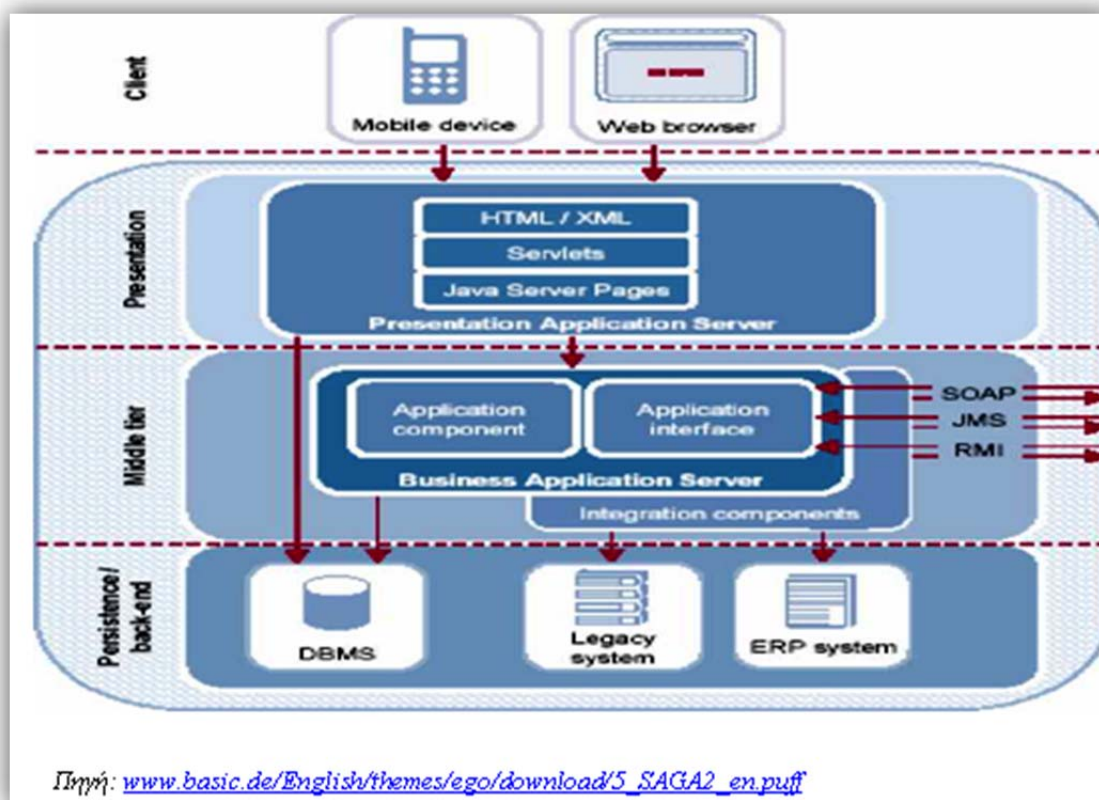 Client
Mobile device
Web browser
Presentation
HTML / XML
Servlets
Java Server Pages
Presentation Application Server
Middle tier
Application
component
Application
interface
Business Application Server
Integration components
SOAP
JMS
RMI
Persistence/
back-end
DBMS
Legacy
system
ERP system
Πηγή: www.basic.de/English/themes/ego/download/5_SAGA2_en.puff